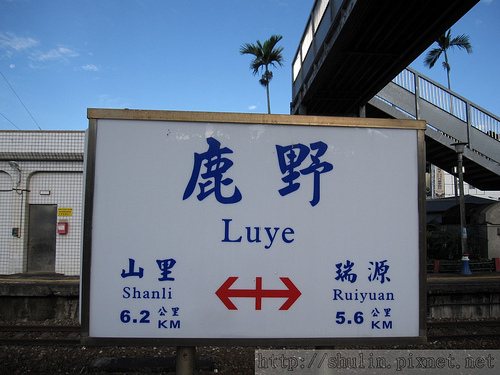 鹿野
Luye
山里
Shanli
6.2 公里 KM
瑞源
Ruiyuan
5.6 公里 KM
http://shulin.pixnet.net